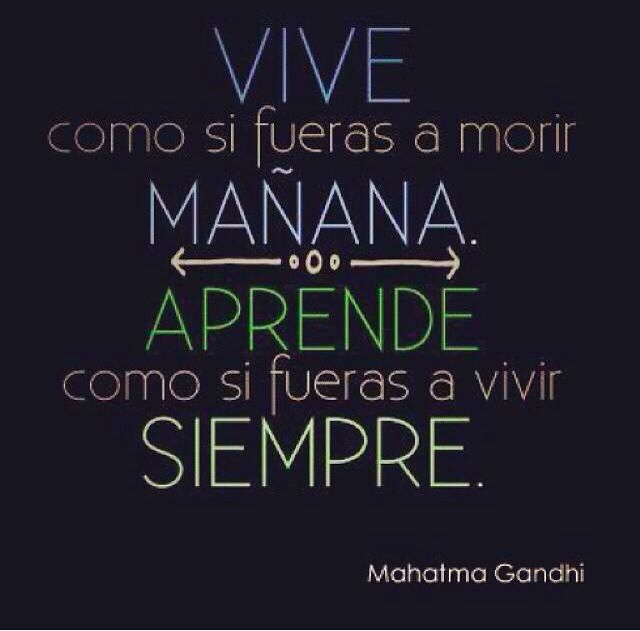 VIVE
como si fueras a morir
MAÑANA.
APRENDE
como si fueras a vivir
SIEMPRE.
Mahatma Gandhi